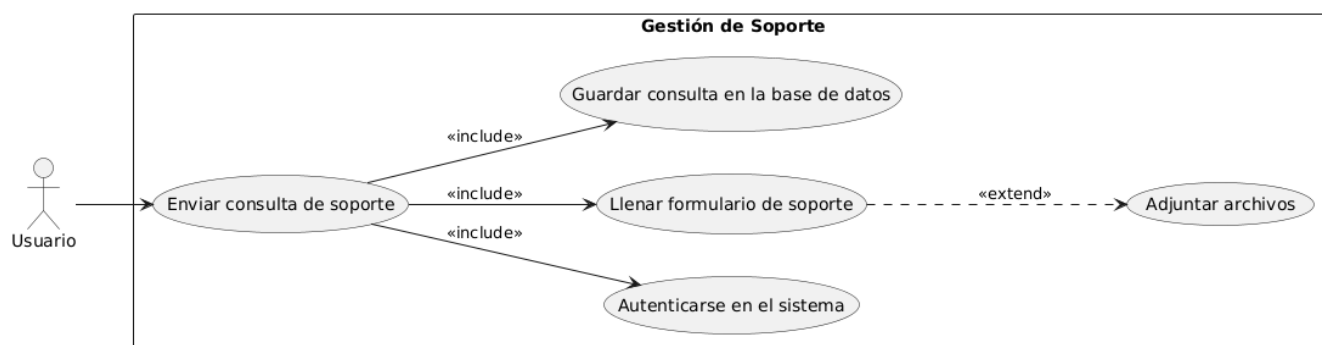 Gestión de Soporte
Guardar consulta en la base de datos
«include»
Usuario
Enviar consulta de soporte
«include»
Llenar formulario de soporte
«extend»
Adjuntar archivos
«include»
Autenticarse en el sistema